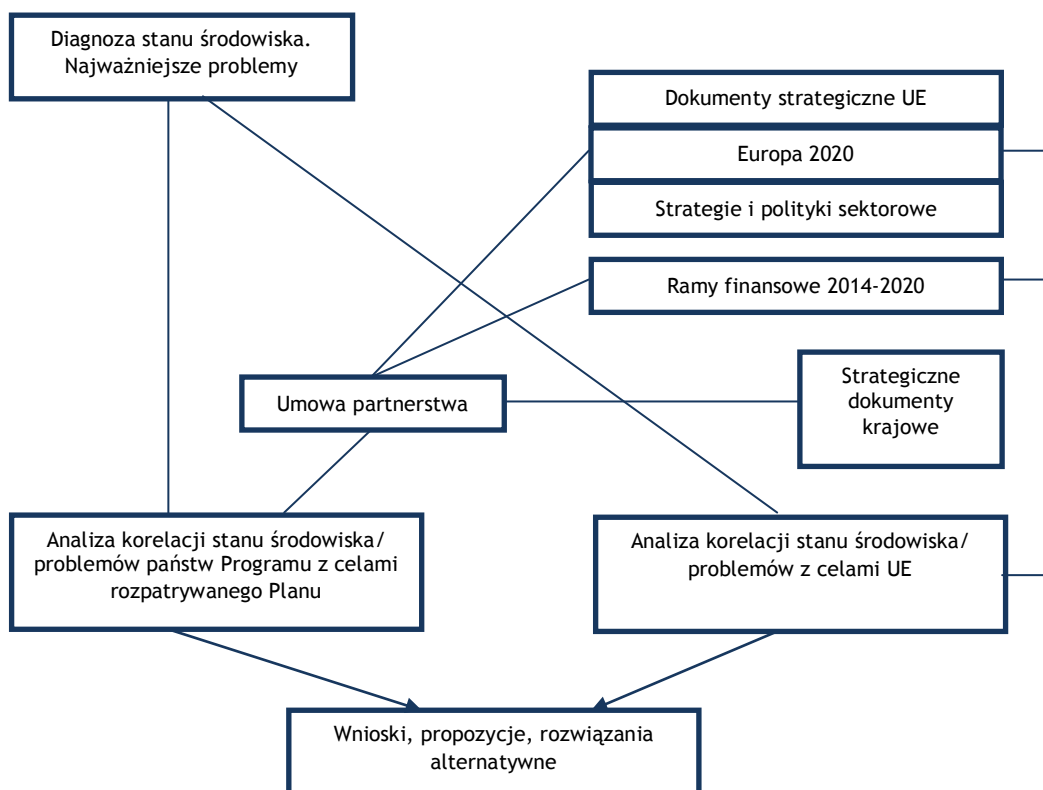 Diagnoza stanu środowiska.
Najważniejsze problemy
Dokumenty strategiczne UE
Europa 2020
Strategie i polityki sektorowe
Ramy finansowe 2014-2020
Umowa partnerstwa
Strategiczne
dokumenty
krajowe
Analiza korelacji stanu środowiska/
problemów państw Programu z celami
rozpatrywanego Planu
Analiza korelacji stanu środowiska/
problemów z celami UE
Wnioski, propozycje, rozwiązania
alternatywne